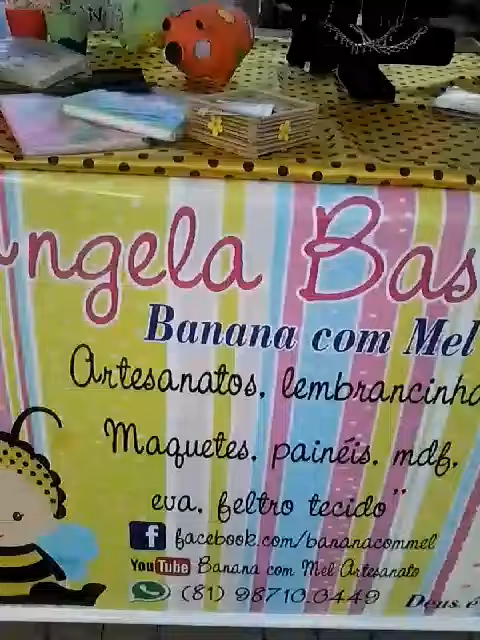 ngela Bas
Banana com Mel
Artesanatos, lembrancinha
Maquetes, painéis, mdf,
eva, feltro tecido"
facebook.com/bananacommel
YouTube Banana com Mel Artesanato
(81) 98710.0449
Deus é